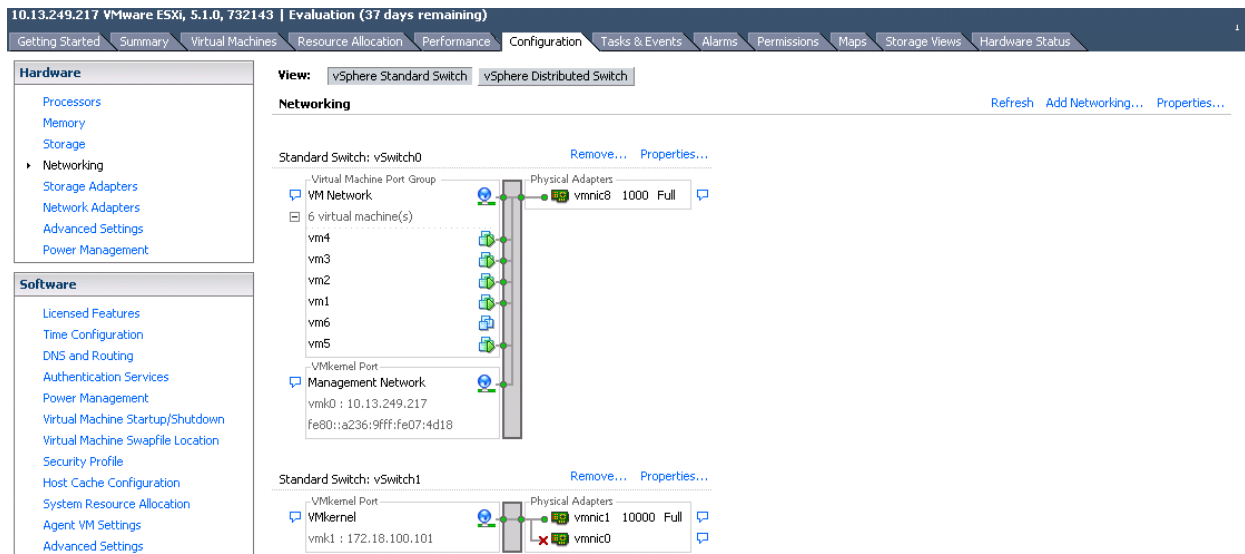 10.13.249.217 VMware ESXi, 5.1.0, 732143 | Evaluation (37 days remaining)
Getting Started Summary Virtual Machines Resource Allocation Performance Configuration Tasks & Events Alarms Permissions Maps Storage Views Hardware Status
1
Hardware
Processors
Memory
Storage
Networking
Storage Adapters
Network Adapters
Advanced Settings
Power Management
Software
Licensed Features
Time Configuration
DNS and Routing
Authentication Services
Power Management
Virtual Machine Startup/Shutdown
Virtual Machine Swapfile Location
Security Profile
Host Cache Configuration
System Resource Allocation
Agent VM Settings
Advanced Settings
View: vSphere Standard Switch vSphere Distributed Switch
Networking Refresh Add Networking... Properties...
Standard Switch: vSwitch0 Remove... Properties...
Virtual Machine Port Group Physical Adapters
VM Network vmnic8 1000 Full
6 virtual machine(s)
vm4
vm3
vm2
vm1
vm6
vm5
VMkernel Port
Management Network
vmk0 : 10.13.249.217
fe80::a236:9fff:fe07:4d18
Standard Switch: vSwitch1 Remove... Properties...
VMkernel Port Physical Adapters
VMkernel vmnic1 10000 Full
vmk1 : 172.18.100.101 vmnic0